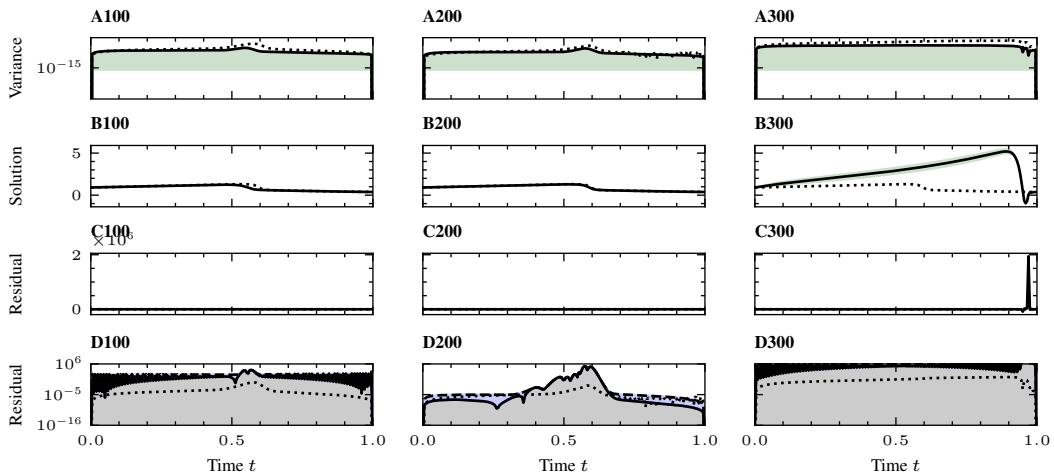 A100 A200 A300
Variance
10^-15
B100 B200 B300
Solution
5
0
C100 C200 C300
×10^6
Residual
2
0
D100 D200 D300
Residual
10^6
10^-5
10^-16
0.0 0.5 1.0 0.0 0.5 1.0 0.0 0.5 1.0
Time t Time t Time t